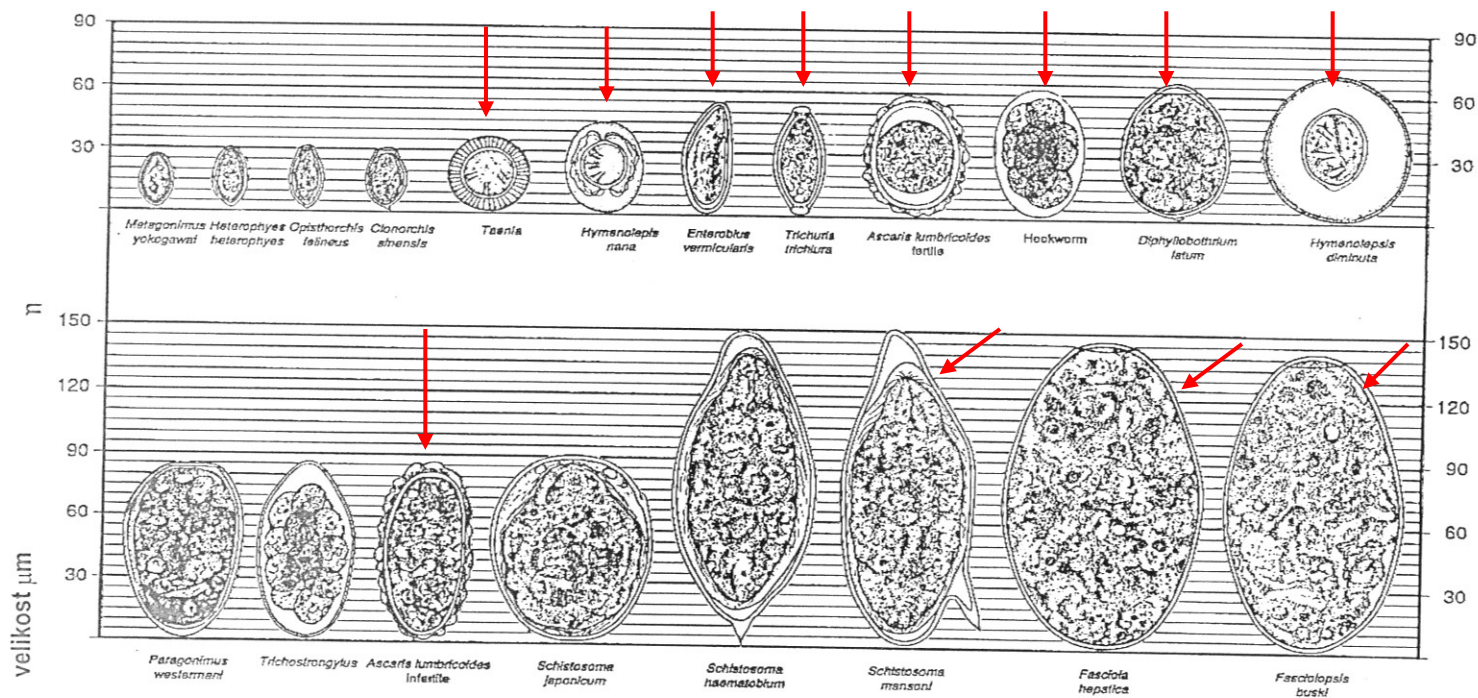 90
60
30
90
60
30
Metagonimus
yokogawai
Heterophyes
heterophyes
Opisthorchis
felineus
Clonorchis
sinensis
Taenia
Hymenolepis
nana
Enterobius
vermicularis
Trichuris
trichiura
Ascaris lumbricoides
fertile
Hookworm
Diphyllobothrium
latum
Hymenolepsis
diminuta
η
velikost μm
150
120
90
60
30
150
120
90
60
30
Paragonimus
westermani
Trichostrongylus
Ascaris lumbricoides
infertile
Schistosoma
japonicum
Schistosoma
haematobium
Schistosoma
mansoni
Fasciola
hepatica
Fasciolopsis
buski